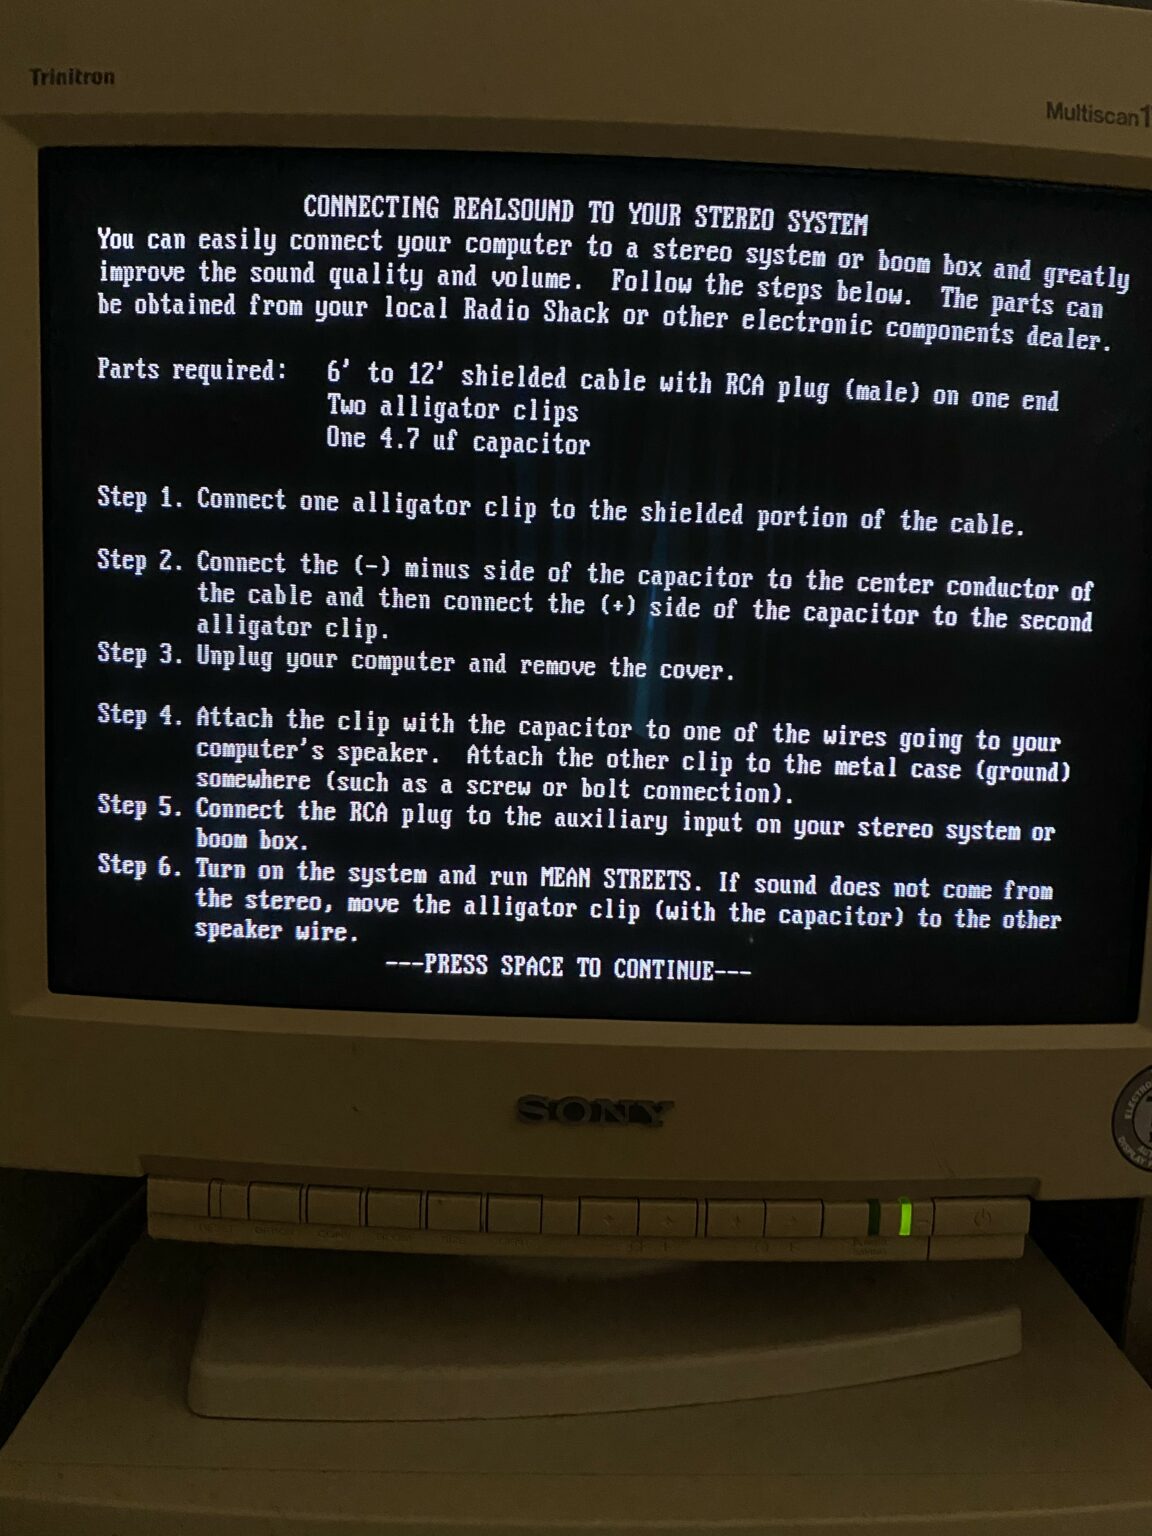 Trinitron
Multiscan
CONNECTING REALSOUND TO YOUR STEREO SYSTEM
You can easily connect your computer to a stereo system or boom box and greatly
improve the sound quality and volume.  Follow the steps below.  The parts can
be obtained from your local Radio Shack or other electronic components dealer.
Parts required:   6' to 12' shielded cable with RCA plug (male) on one end
Two alligator clips
One 4.7 uf capacitor
Step 1. Connect one alligator clip to the shielded portion of the cable.
Step 2. Connect the (-) minus side of the capacitor to the center conductor of
the cable and then connect the (+) side of the capacitor to the second
alligator clip.
Step 3. Unplug your computer and remove the cover.
Step 4. Attach the clip with the capacitor to one of the wires going to your
computer's speaker.  Attach the other clip to the metal case (ground)
somewhere (such as a screw or bolt connection).
Step 5. Connect the RCA plug to the auxiliary input on your stereo system or
boom box.
Step 6. Turn on the system and run MEAN STREETS. If sound does not come from
the stereo, move the alligator clip (with the capacitor) to the other
speaker wire.
---PRESS SPACE TO CONTINUE---
SONY